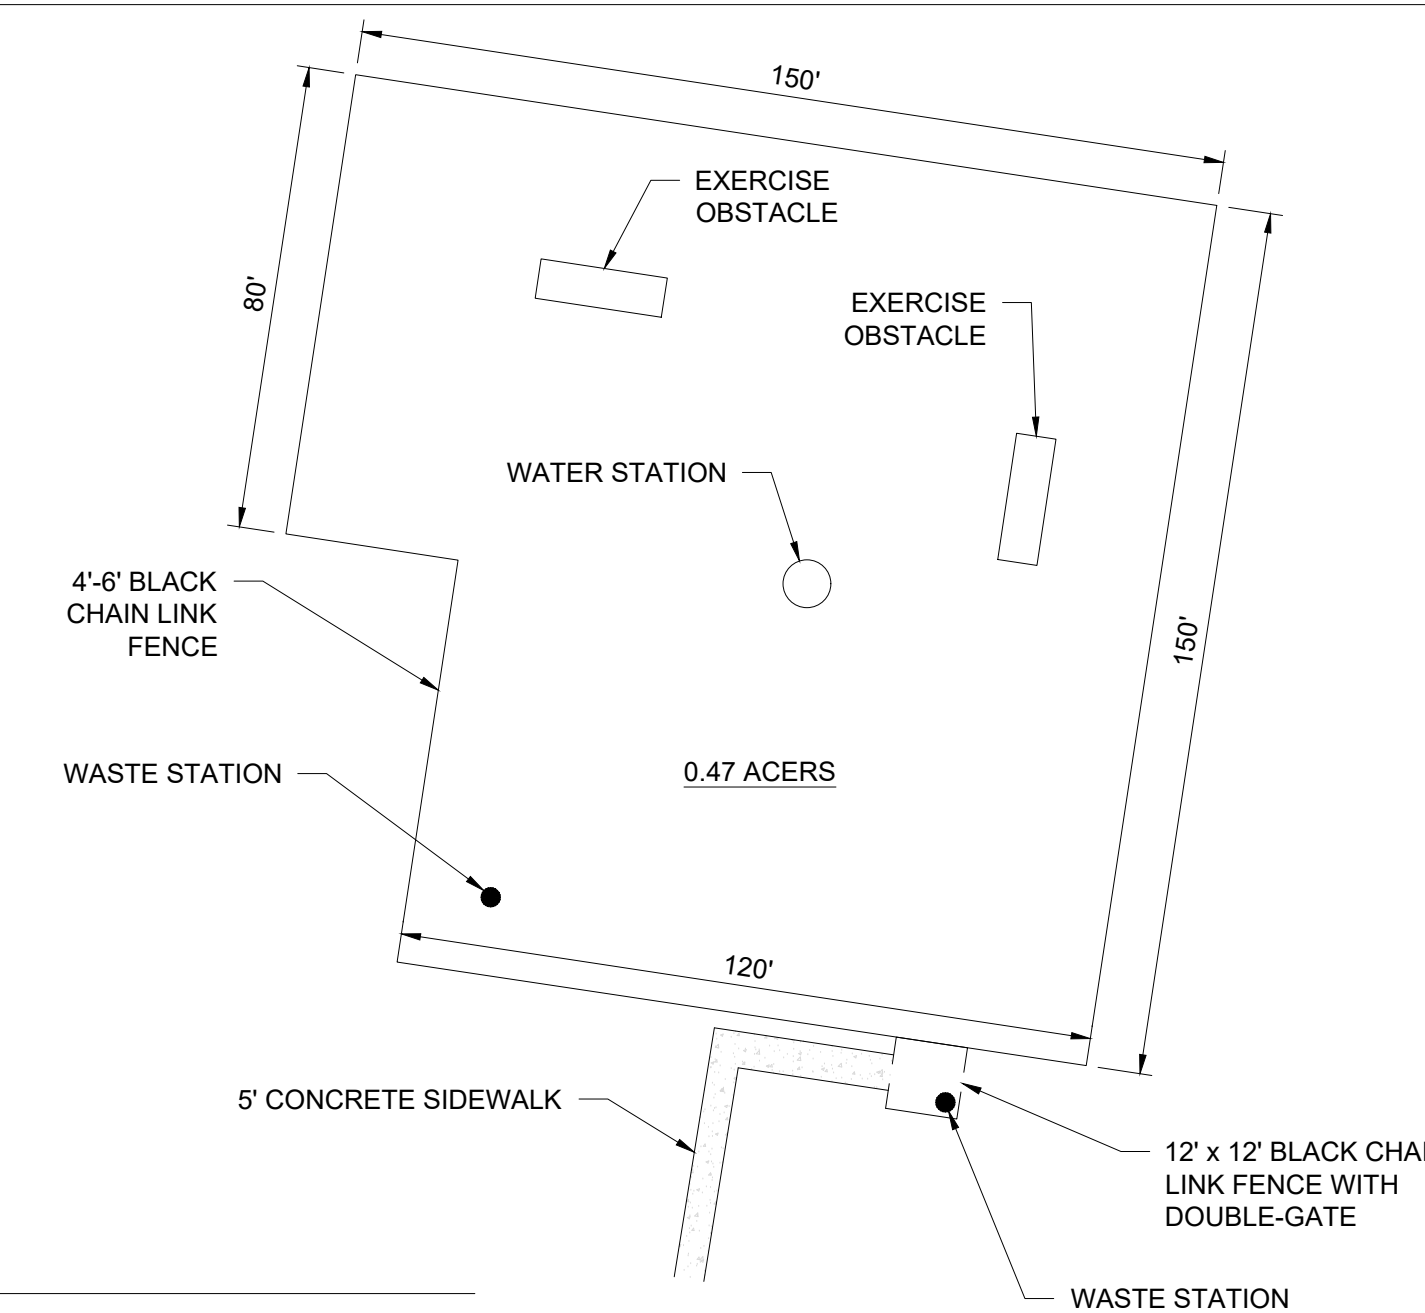 150'
80'
EXERCISE
OBSTACLE
EXERCISE
OBSTACLE
WATER STATION
4'-6' BLACK
CHAIN LINK
FENCE
150'
WASTE STATION
0.47 ACERS
120'
5' CONCRETE SIDEWALK
12' x 12' BLACK
LINK FENCE WITH
DOUBLE-GATE
WASTE STATION